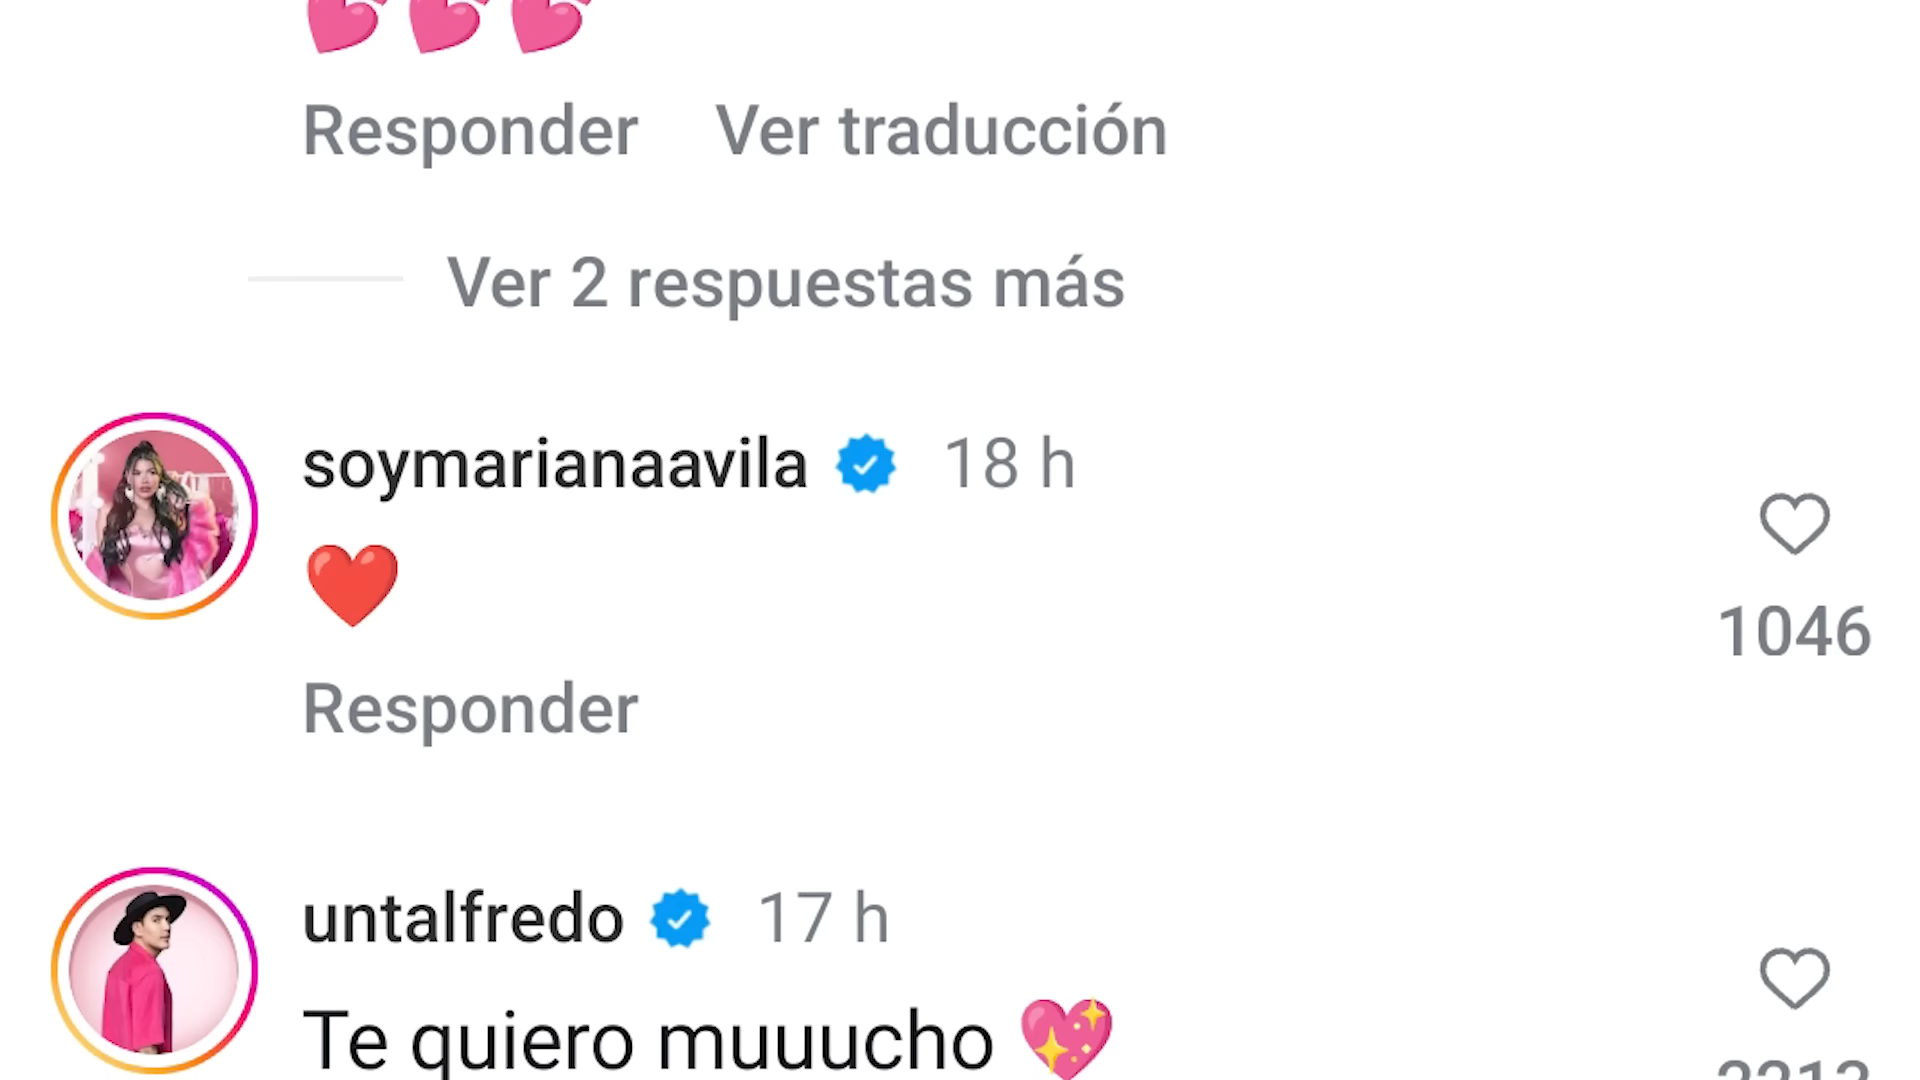 Responder Ver traducción
Ver 2 respuestas más
soymarianaavila 18 h
1046
Responder
untalfredo 17 h
Te quiero muuucho